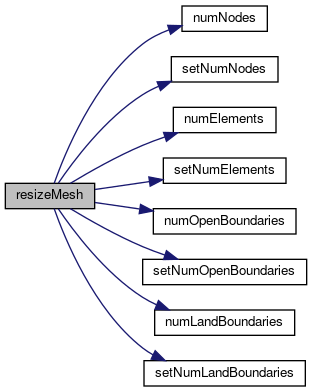 numNodes
setNumNodes
numElements
setNumElements
resizeMesh
numOpenBoundaries
setNumOpenBoundaries
numLandBoundaries
setNumLandBoundaries